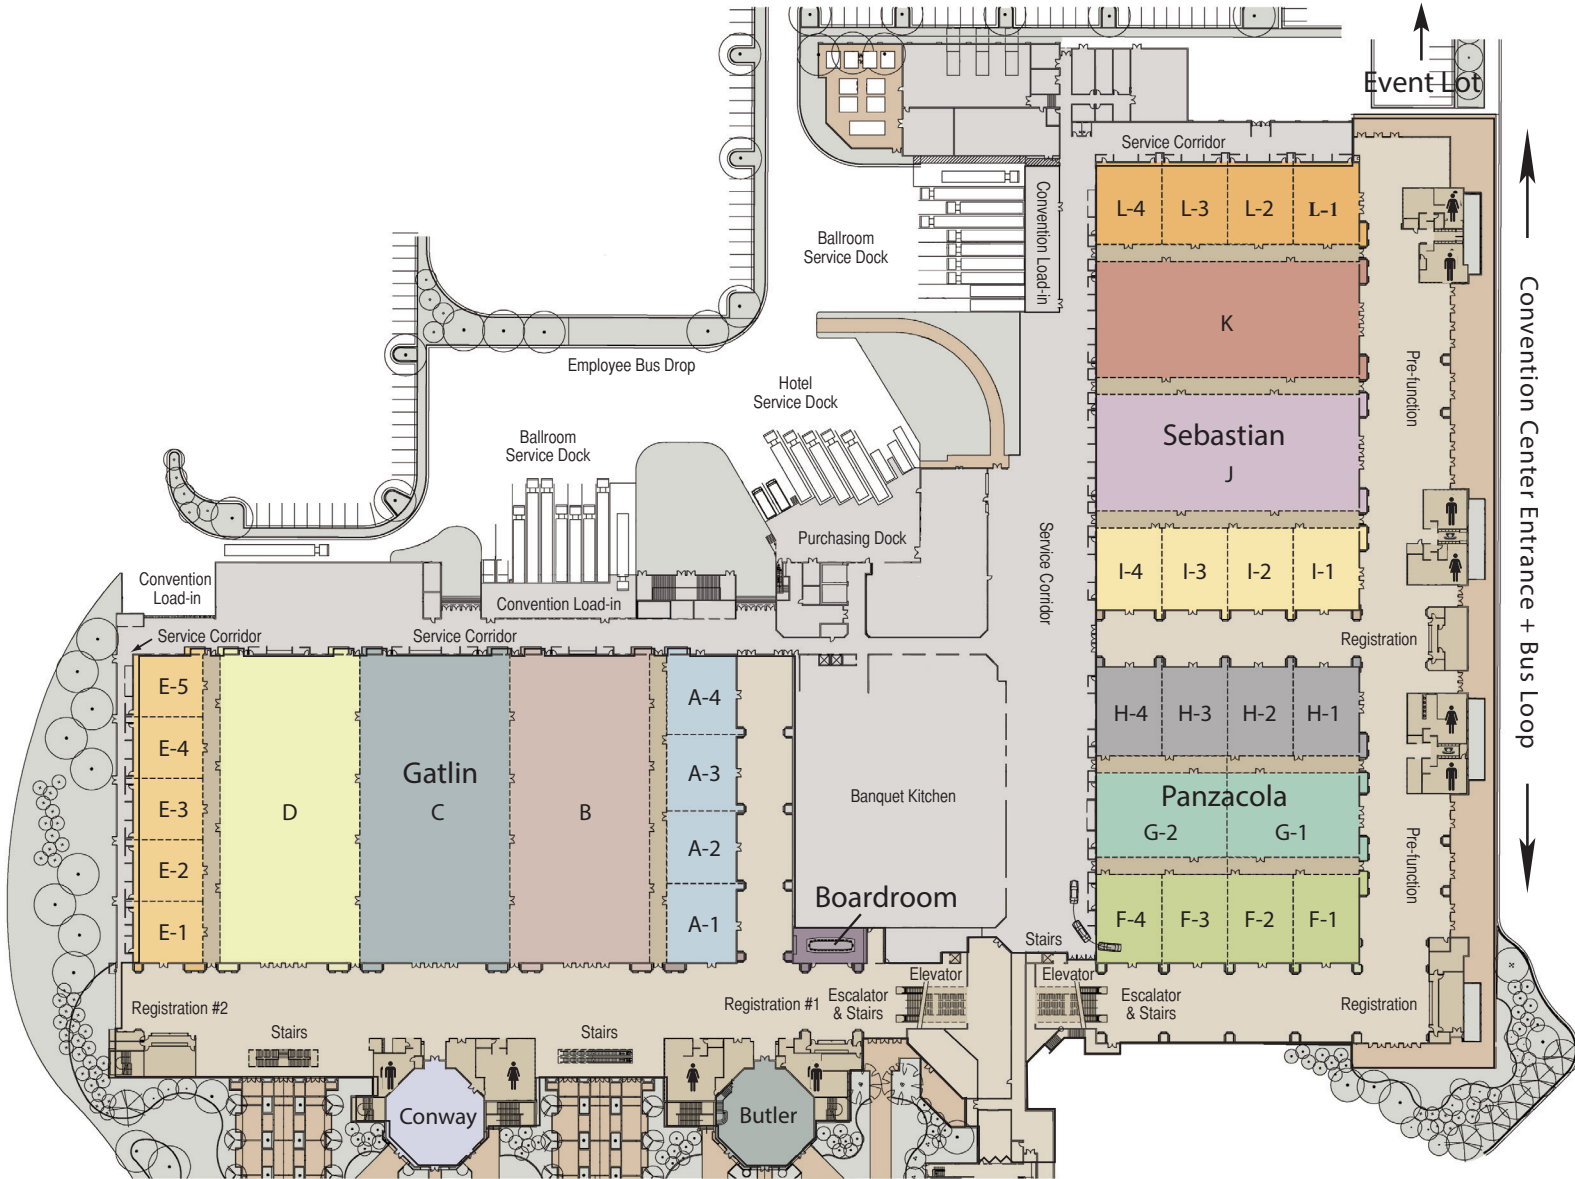 Event Lot
Service Corridor
L-4
L-3
L-2
L-1
Convention Load-in
Ballroom
Service Dock
K
Convention Center Entrance + Bus Loop
Pre-function
Employee Bus Drop
Hotel
Service Dock
Sebastian
J
Ballroom
Service Dock
Purchasing Dock
Service Corridor
I-4
I-3
I-2
I-1
Convention
Load-in
Convention Load-in
Service Corridor
Service Corridor
Registration
E-5
E-4
E-3
E-2
E-1
D
Gatlin
C
B
A-4
A-3
A-2
A-1
Banquet Kitchen
Boardroom
H-4
H-3
H-2
H-1
Panzacola
G-2
G-1
Pre-function
F-4
F-3
F-2
F-1
Stairs
Elevator
Elevator
Registration #2
Registration #1
Escalator
& Stairs
Escalator
& Stairs
Registration
Stairs
Stairs
Conway
Butler